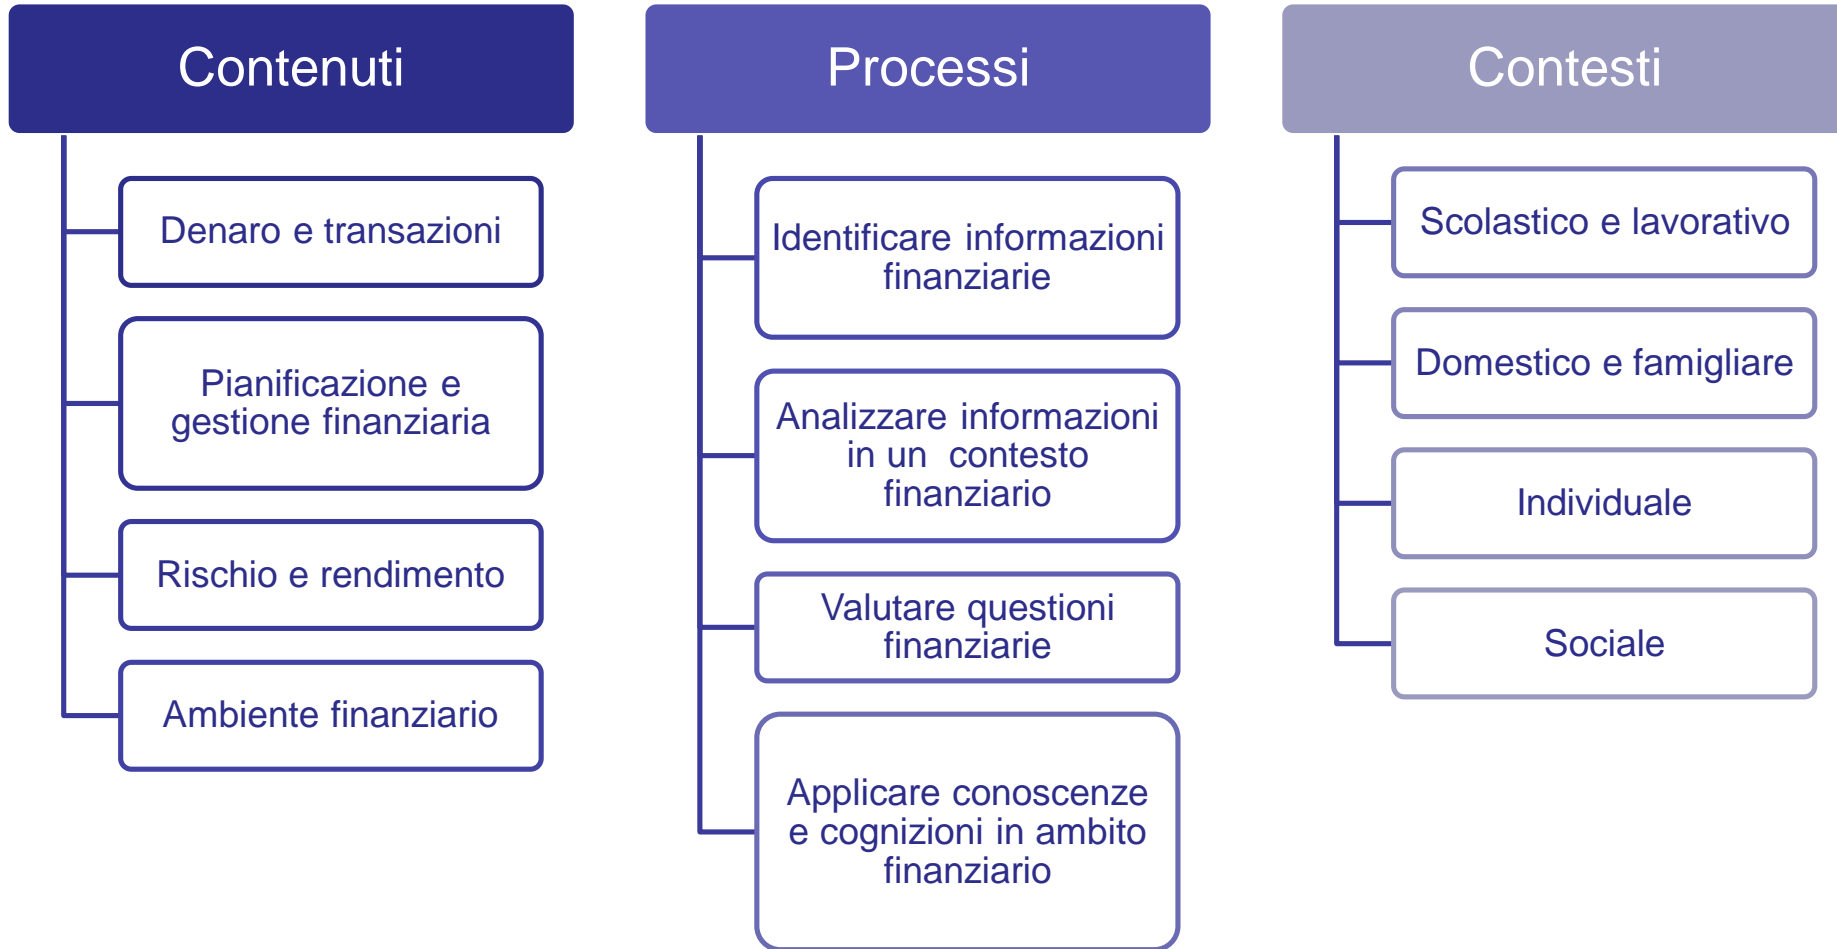 Contenuti
Denaro e transazioni
Pianificazione e
gestione finanziaria
Rischio e rendimento
Ambiente finanziario
Processi
Identificare informazioni
finanziarie
Analizzare informazioni
in un  contesto
finanziario
Valutare questioni
finanziarie
Applicare conoscenze
e cognizioni in ambito
finanziario
Contesti
Scolastico e lavorativo
Domestico e famigliare
Individuale
Sociale